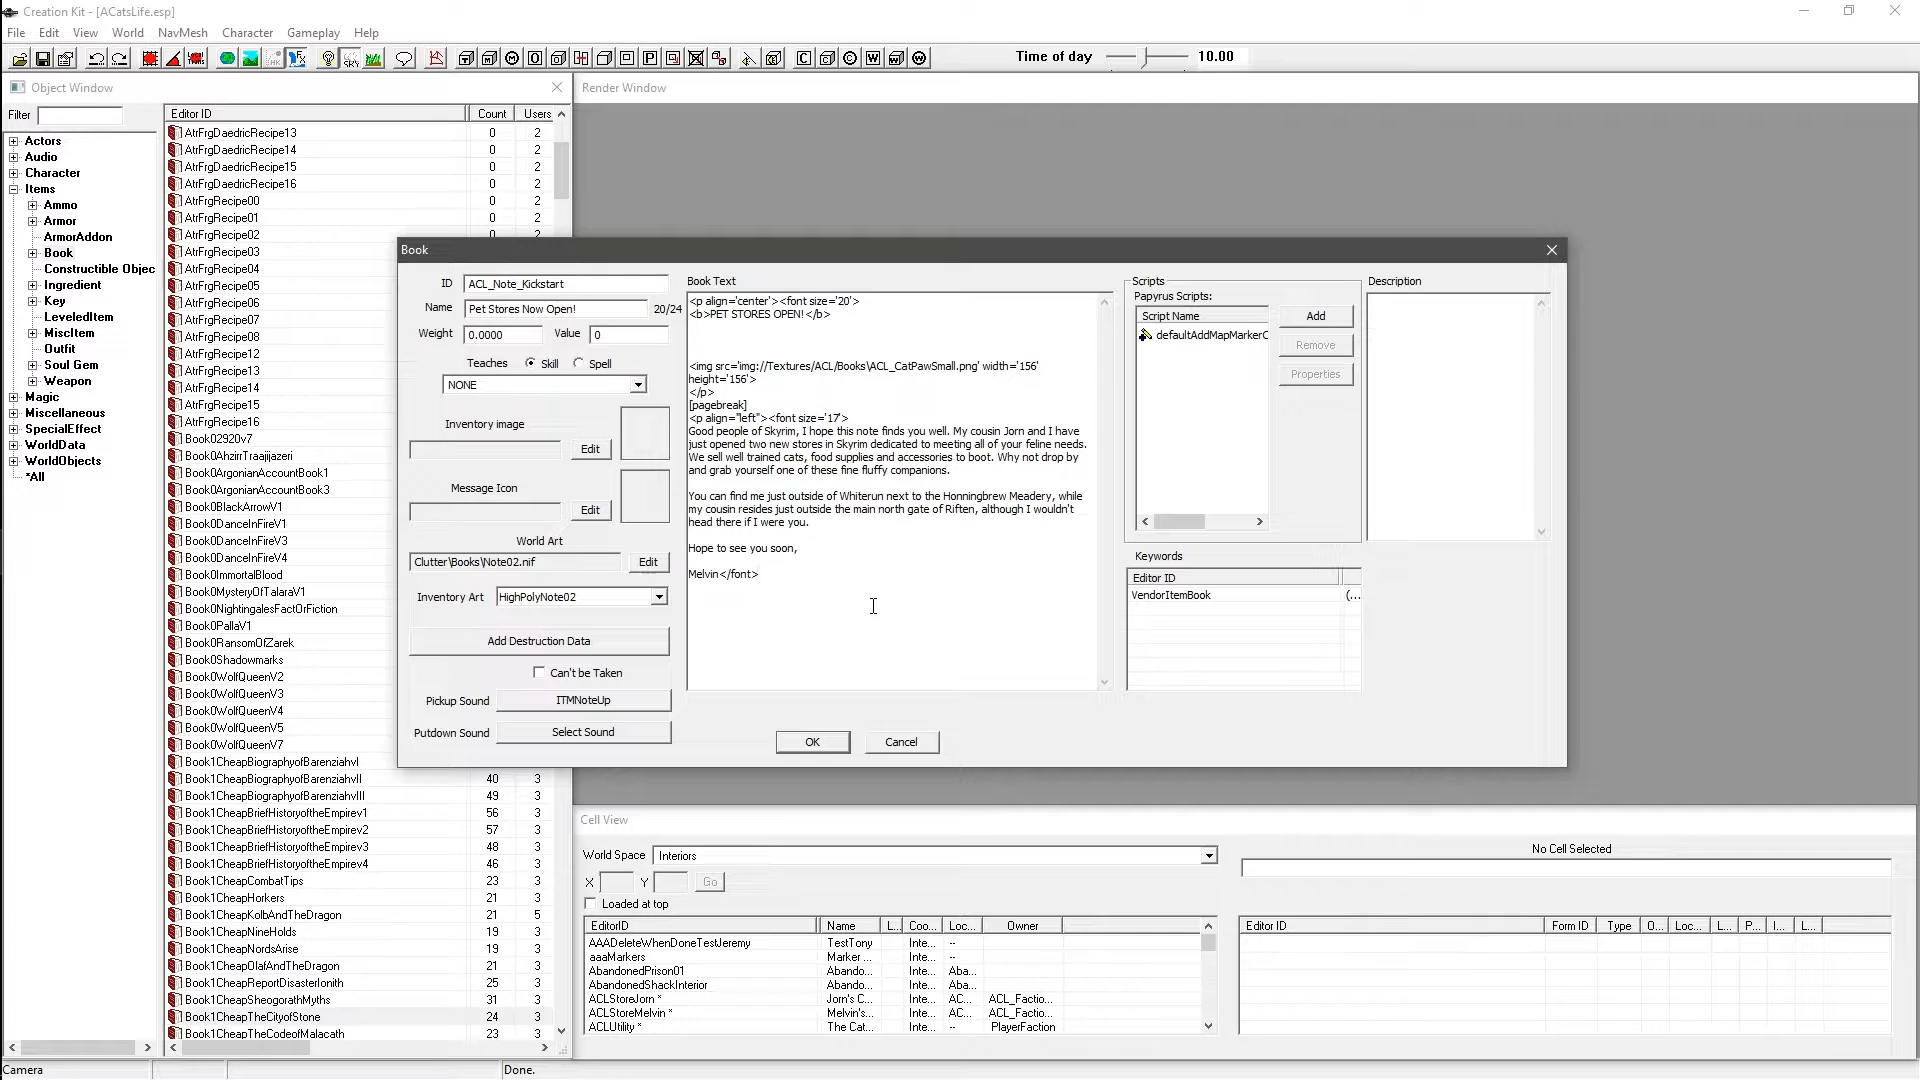 Creation Kit - [ACatsLife.esp]
File Edit View World NavMesh Character Gameplay Help
Time of day 10.00
Object Window
Filter
Actors
Audio
Character
Items
Ammo
Armor
ArmorAddon
Book
Constructible Objec
Ingredient
Key
LeveledItem
MiscItem
Outfit
Soul Gem
Weapon
Magic
Miscellaneous
SpecialEffect
WorldData
WorldObjects
*All
Editor ID Count Users
AtrFrgDaedricRecipe13 0 2
AtrFrgDaedricRecipe14 0 2
AtrFrgDaedricRecipe15 0 2
AtrFrgDaedricRecipe16 0 2
AtrFrgRecipe00 0 2
AtrFrgRecipe01 0 2
AtrFrgRecipe02 0 2
AtrFrgRecipe03
AtrFrgRecipe04
AtrFrgRecipe05
AtrFrgRecipe06
AtrFrgRecipe07
AtrFrgRecipe08
AtrFrgRecipe12
AtrFrgRecipe13
AtrFrgRecipe14
AtrFrgRecipe15
AtrFrgRecipe16
Book02920v7
Book0AhzirrTraajijazeri
Book0ArgonianAccountBook1
Book0ArgonianAccountBook3
Book0BlackArrowV1
Book0DanceInFireV1
Book0DanceInFireV3
Book0DanceInFireV4
Book0ImmortalBlood
Book0MysteryOfTalaraV1
Book0NightingalesFactOrFiction
Book0PallaV1
Book0RansomOfZarek
Book0Shadowmarks
Book0WolfQueenV2
Book0WolfQueenV3
Book0WolfQueenV4
Book0WolfQueenV5
Book0WolfQueenV7
Book1CheapBiographyofBarenziahvI
Book1CheapBiographyofBarenziahvII 40 3
Book1CheapBiographyofBarenziahvIII 49 3
Book1CheapBriefHistoryoftheEmpirev1 56 3
Book1CheapBriefHistoryoftheEmpirev2 57 3
Book1CheapBriefHistoryoftheEmpirev3 48 3
Book1CheapBriefHistoryoftheEmpirev4 46 3
Book1CheapCombatTips 23 3
Book1CheapHorkers 21 3
Book1CheapKolbAndTheDragon 21 5
Book1CheapNineHolds 19 3
Book1CheapNordsArise 19 3
Book1CheapOlafAndTheDragon 21 3
Book1CheapReportDisasterIonith 25 3
Book1CheapSheogorathMyths 31 3
Book1CheapTheCityofStone 24 3
Book1CheapTheCodeofMalacath 23 3
Render Window
Book
ID ACL_Note_Kickstart
Name Pet Stores Now Open! 20/24
Weight 0.0000 Value 0
Teaches Skill Spell
NONE
Inventory image
Edit
Message Icon
Edit
World Art
Clutter\Books\Note02.nif Edit
Inventory Art HighPolyNote02
Add Destruction Data
Can't be Taken
Pickup Sound ITMNoteUp
Putdown Sound Select Sound
Book Text
<p align='center'><font size='20'>
<b>PET STORES OPEN! </b>
<img src='img://Textures/ACL/Books\ACL_CatPawSmall.png' width='156'
height='156'>
</p>
[pagebreak]
<p align="left"><font size='17'>
Good people of Skyrim, I hope this note finds you well. My cousin Jorn and I have
just opened two new stores in Skyrim dedicated to meeting all of your feline needs.
We sell well trained cats, food supplies and accessories to boot. Why not drop by
and grab yourself one of these fine fluffy companions.
You can find me just outside of Whiterun next to the Honningbrew Meadery, while
my cousin resides just outside the main north gate of Riften, although I wouldn't
head there if I were you.
Hope to see you soon,
Melvin</font>
OK Cancel
Scripts
Papyrus Scripts:
Script Name
defaultAddMapMarkerC
Add
Remove
Properties
Keywords
Editor ID
VendorItemBook (...
Description
Cell View
World Space Interiors
X Y Go
Loaded at top
EditorID Name L... Coo... Loc... Owner
AAADeleteWhenDoneTestJeremy TestTony Inte... --
aaaMarkers Marker ... Inte... --
AbandonedPrison01 Abando... Inte... Aba...
AbandonedShackInterior Abando... Inte... Aba...
ACLStoreJorn * Jorn's C... Inte... AC... ACL_Factio...
ACLStoreMelvin * Melvin's... Inte... AC... ACL_Factio...
ACLUtility * The Cat... Inte... -- PlayerFaction
No Cell Selected
Editor ID Form ID Type O... Loc... L... P... I... L...
Camera
Done.